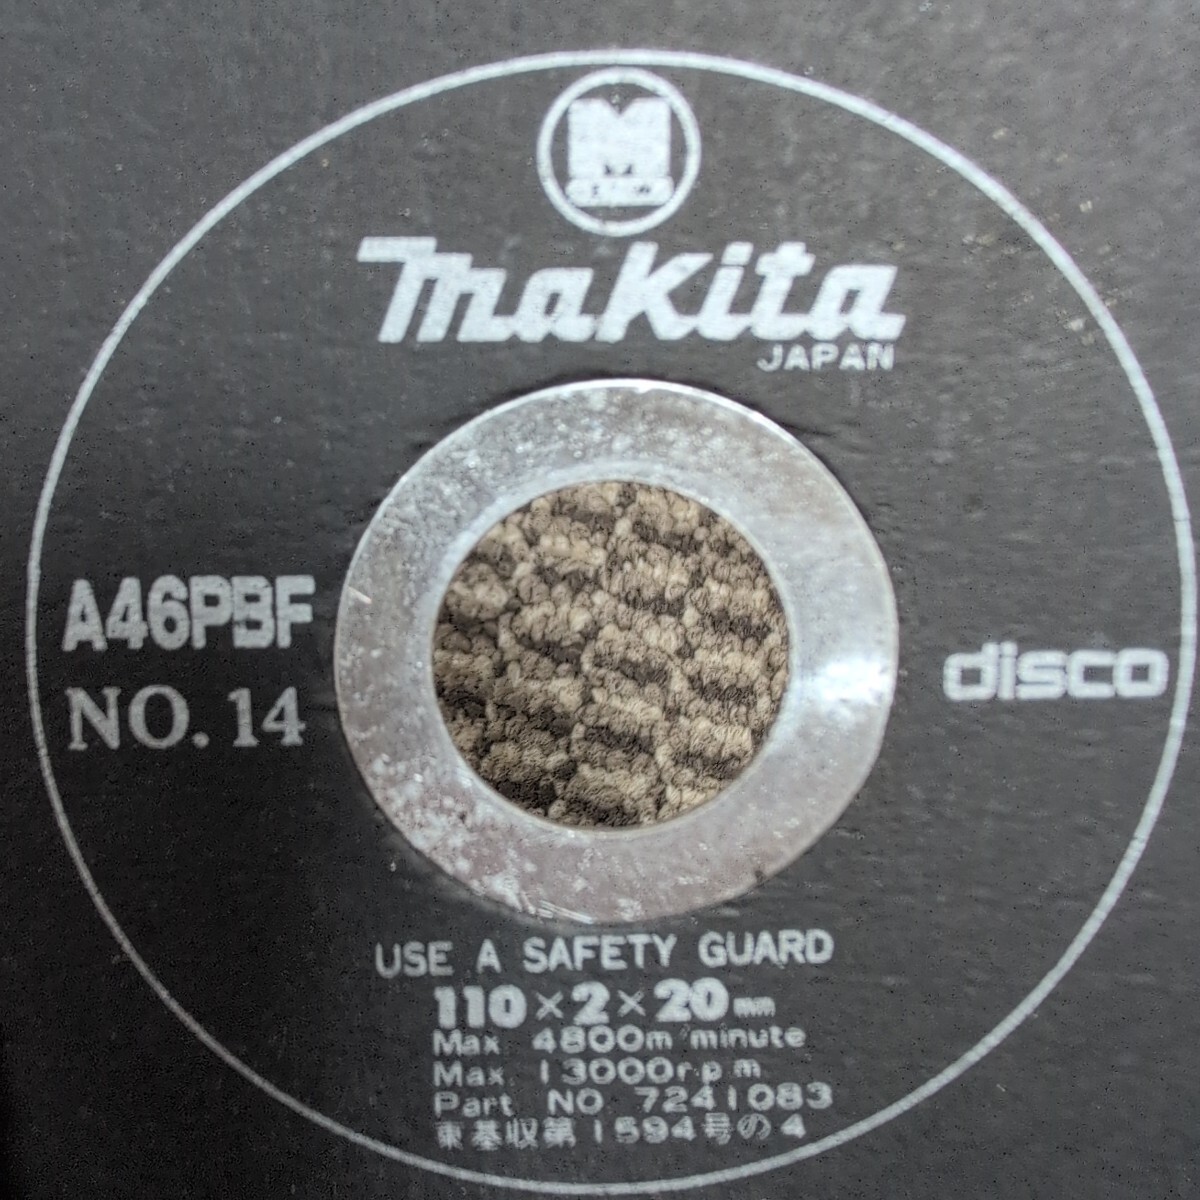 M
makita
JAPAN
A46PBF
NO. 14
disco
USE A SAFETY GUARD
110×2×20mm
Max 4800m/minute
Max 13000r.p.m
Part NO 7241083
東基収第1594号の4